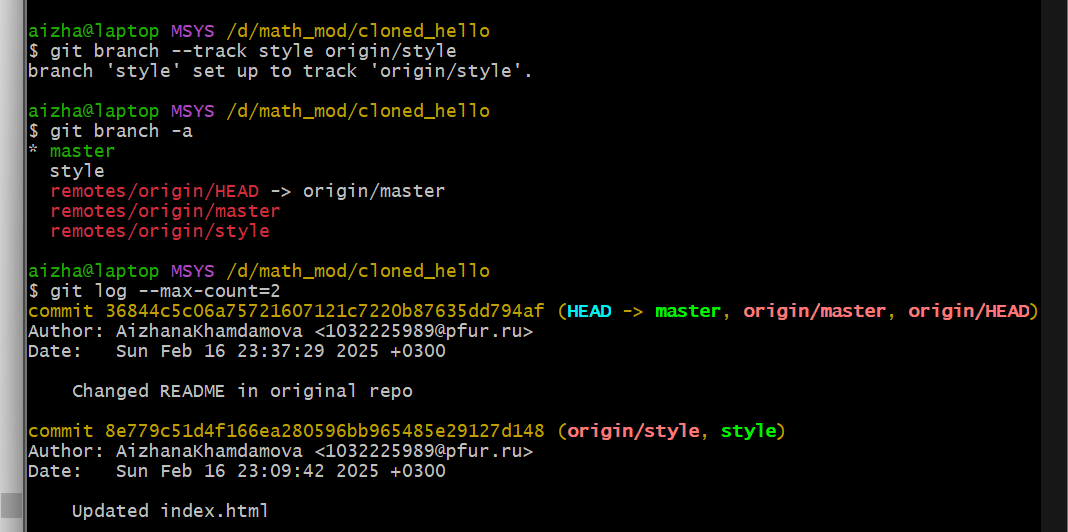 aizha@laptop MSYS /d/math_mod/cloned_hello
$ git branch --track style origin/style
branch 'style' set up to track 'origin/style'.
aizha@laptop MSYS /d/math_mod/cloned_hello
$ git branch -a
* master
style
remotes/origin/HEAD -> origin/master
remotes/origin/master
remotes/origin/style
aizha@laptop MSYS /d/math_mod/cloned_hello
$ git log --max-count=2
commit 36844c5c06a75721607121c7220b87635dd794af (HEAD -> master, origin/master, origin/HEAD)
Author: AizhanaKhamdamova <1032225989@pfur.ru>
Date:   Sun Feb 16 23:37:29 2025 +0300
Changed README in original repo
commit 8e779c51d4f166ea280596bb965485e29127d148 (origin/style, style)
Author: AizhanaKhamdamova <1032225989@pfur.ru>
Date:   Sun Feb 16 23:09:42 2025 +0300
Updated index.html